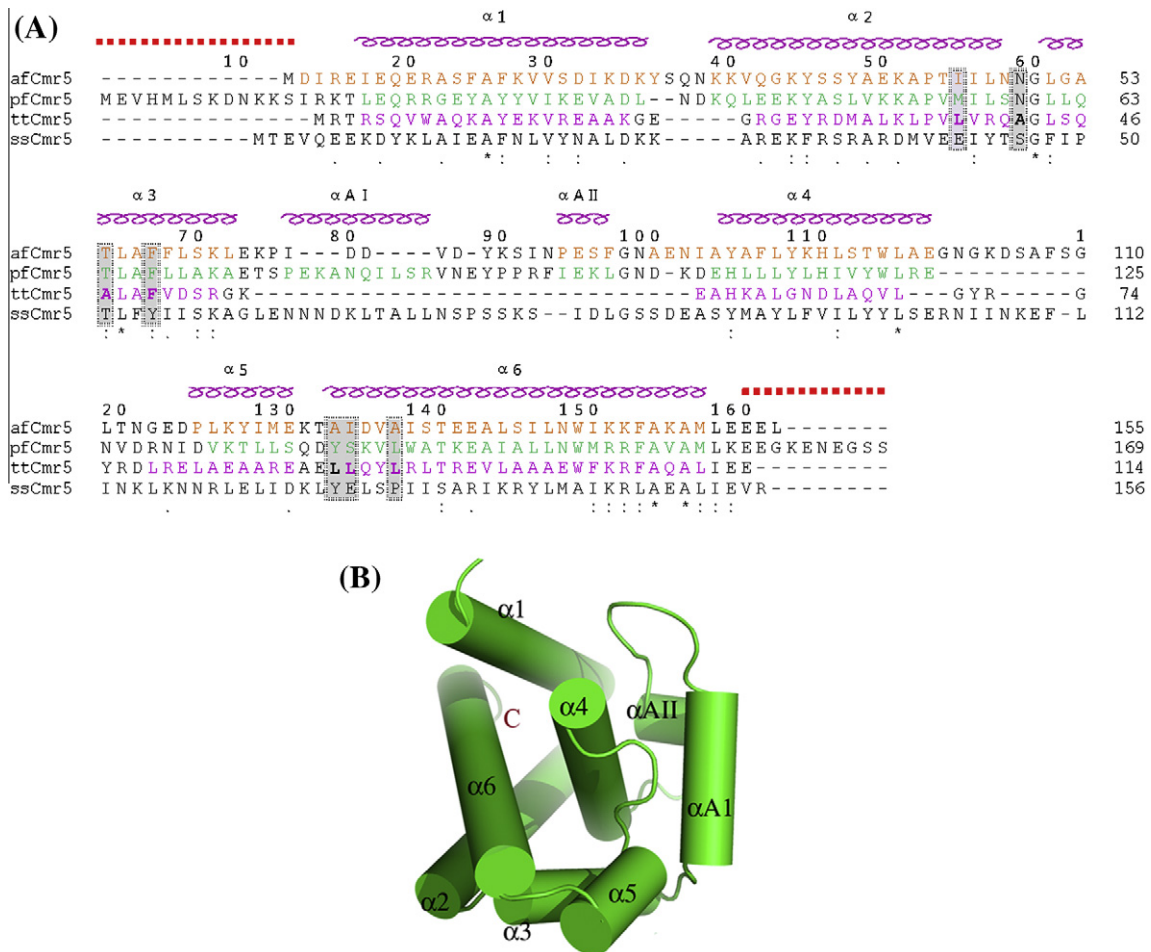 (A)
α1 α2
10 20 30 40 50 60
afCmr5 ------------MDIREIEQERASFAFKVVSDIKDKYSQNKKVQGKYSSYAEKAPTIILNNGLGA 53
pfCmr5 MEVHMLSKDNKKSIRKTLEQRRGEYAYYVIKEVADL--NDKQLEEKYASLVKKAPVMILSNGLLQ 63
ttCmr5 --------------MRTRSQVWAQKAYEKVREAAKGE-----GRGEYRDMALKLPVLVRQAGLSQ 46
ssCmr5 ----------MTEVQEEKDYKLAIEAFNLVYNALDKK-----AREKFRSRARDMVEEIYTSGFIP 50
. . * : : . . : : . . : *:
α3 αAI αAII α4
70 80 90 100 110 1
afCmr5 TLAFFLSKLEKPI---DD----VD-YKSINPESFGNAENIAYAFLYKHLSTWLAEGNGKDSAFSG 110
pfCmr5 TLAFLLAKAETSPEKANQILSRVNEYPPRFIEKLGND-KDEHLLLYLHIVYWLRE---------- 125
ttCmr5 ALAFVDSRGK-----------------------------EAHKALGNDLAQVL---GYR-----G 74
ssCmr5 TLFYIISKAGLENNNDKLTALLNSPSSKS--IDLGSSDEASYMAYLFVILYYLSERNIINKEF-L 112
:* : . : : : : *
α5 α6
20 130 140 150 160
afCmr5 LTNGEDPLKYIMEKTAIDVAISTEEALSILNWIKKFAKAMLEEEL------- 155
pfCmr5 NVDRNIDVKTLLSQDYSKVLWATKEAIALLNWMRRFAKAMLKEEGKENEGSS 169
ttCmr5 YRDLRELAEAAREAELLQYLRLTREVLAAAEWFKRFAQALIEE--------- 114
ssCmr5 INKLKNNRLELIDKLYELSPIISARIKRYLMAIKRLAEALIEVR-------- 156
. : : . : : : * : * : : :
(B)
α1
α4
αAII
C
α6
αA1
α2
α5
α3